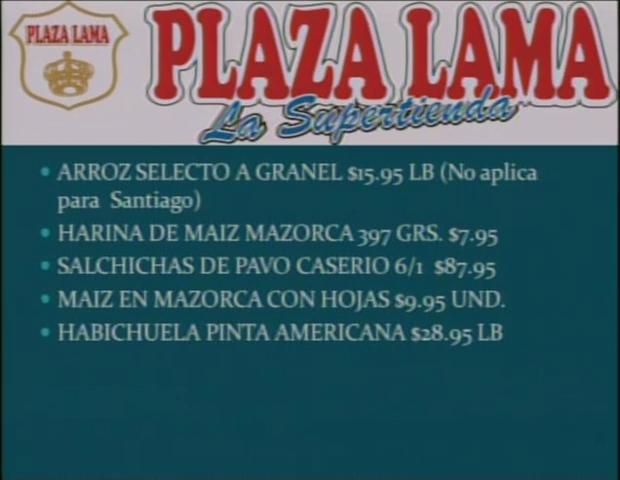 PLAZA LAMA
PLAZA LAMA
La Supertienda
• ARROZ SELECTO A GRANEL $15.95 LB (No aplica
para Santiago)
• HARINA DE MAIZ MAZORCA 397 GRS. $7.95
• SALCHICHAS DE PAVO CASERIO 6/1 $87.95
• MAIZ EN MAZORCA CON HOJAS $9.95 UND.
• HABICHUELA PINTA AMERICANA $28.95 LB